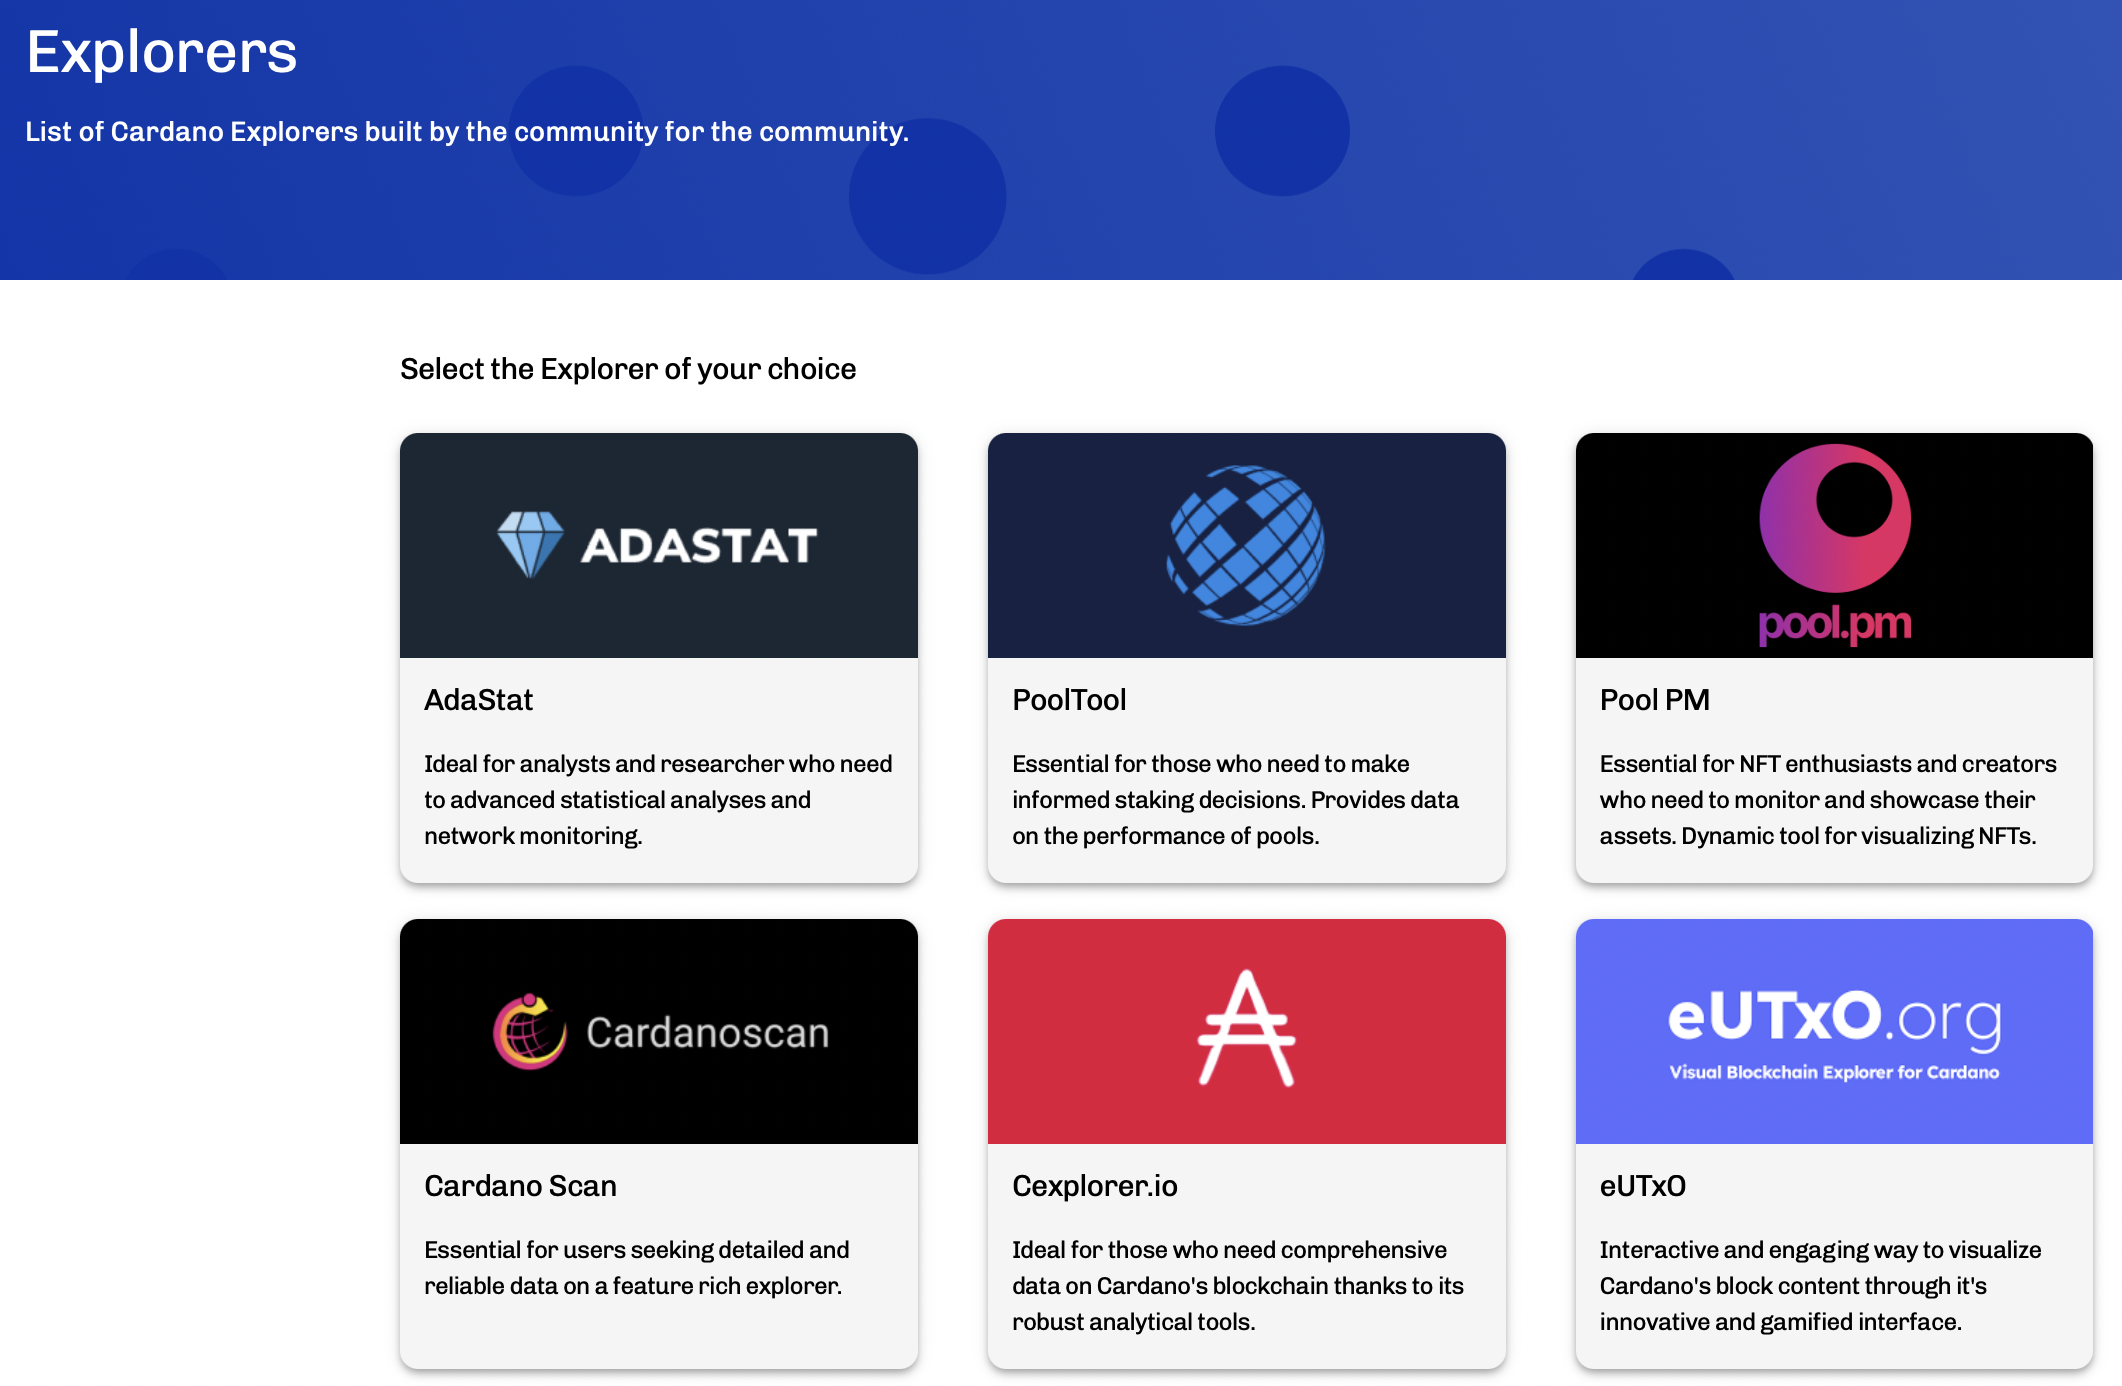 Explorers
List of Cardano Explorers built by the community for the community.
Select the Explorer of your choice
ADASTAT
AdaStat
Ideal for analysts and researcher who need
to advanced statistical analyses and
network monitoring.
PoolTool
Essential for those who need to make
informed staking decisions. Provides data
on the performance of pools.
pool.pm
Pool PM
Essential for NFT enthusiasts and creators
who need to monitor and showcase their
assets. Dynamic tool for visualizing NFTs.
Cardanoscan
Cardano Scan
Essential for users seeking detailed and
reliable data on a feature rich explorer.
Cexplorer.io
Ideal for those who need comprehensive
data on Cardano's blockchain thanks to its
robust analytical tools.
eUTxO.org
Visual Blockchain Explorer for Cardano
eUTxO
Interactive and engaging way to visualize
Cardano's block content through it's
innovative and gamified interface.